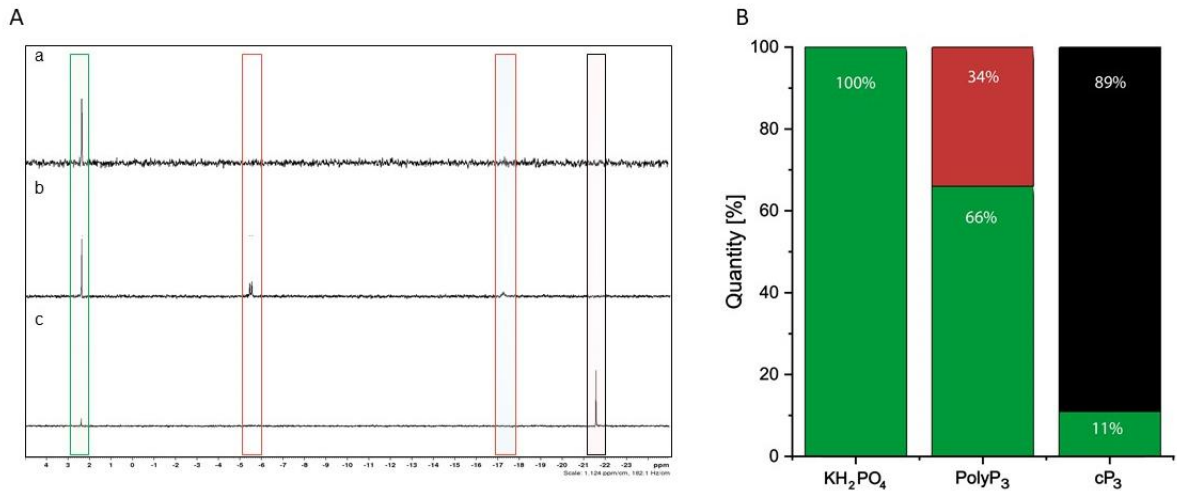 A
a
b
c
4 3 2 1 0 -1 -2 -3 -4 -5 -6 -7 -8 -9 -10 -11 -12 -13 -14 -15 -16 -17 -18 -19 -20 -21 -22 -23 ppm
Scale: 1.124 ppm/cm, 182.1 Hz/cm
B
Quantity [%]
100
80
60
40
20
0
100%
34%
89%
66%
11%
KH₂PO₄ PolyP₃ cP₃